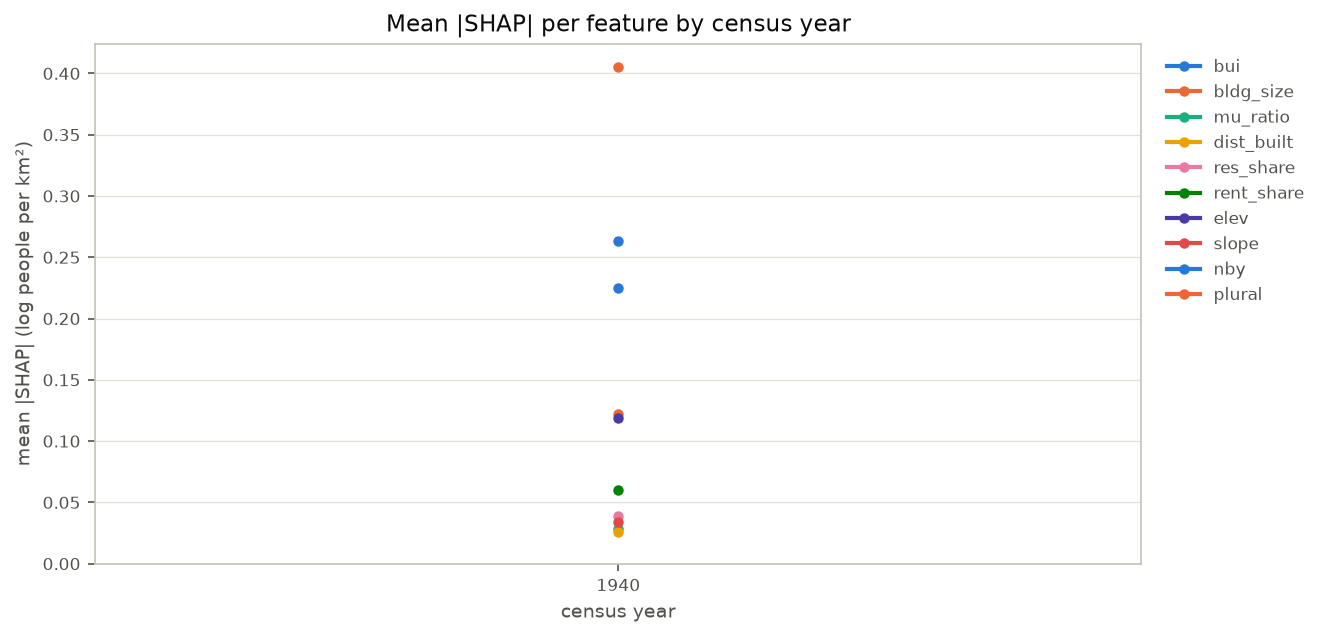 Mean |SHAP| per feature by census year
mean |SHAP| (log people per km²)
0.40
0.35
0.30
0.25
0.20
0.15
0.10
0.05
0.00
1940
census year
bui
bldg_size
mu_ratio
dist_built
res_share
rent_share
elev
slope
nby
plural